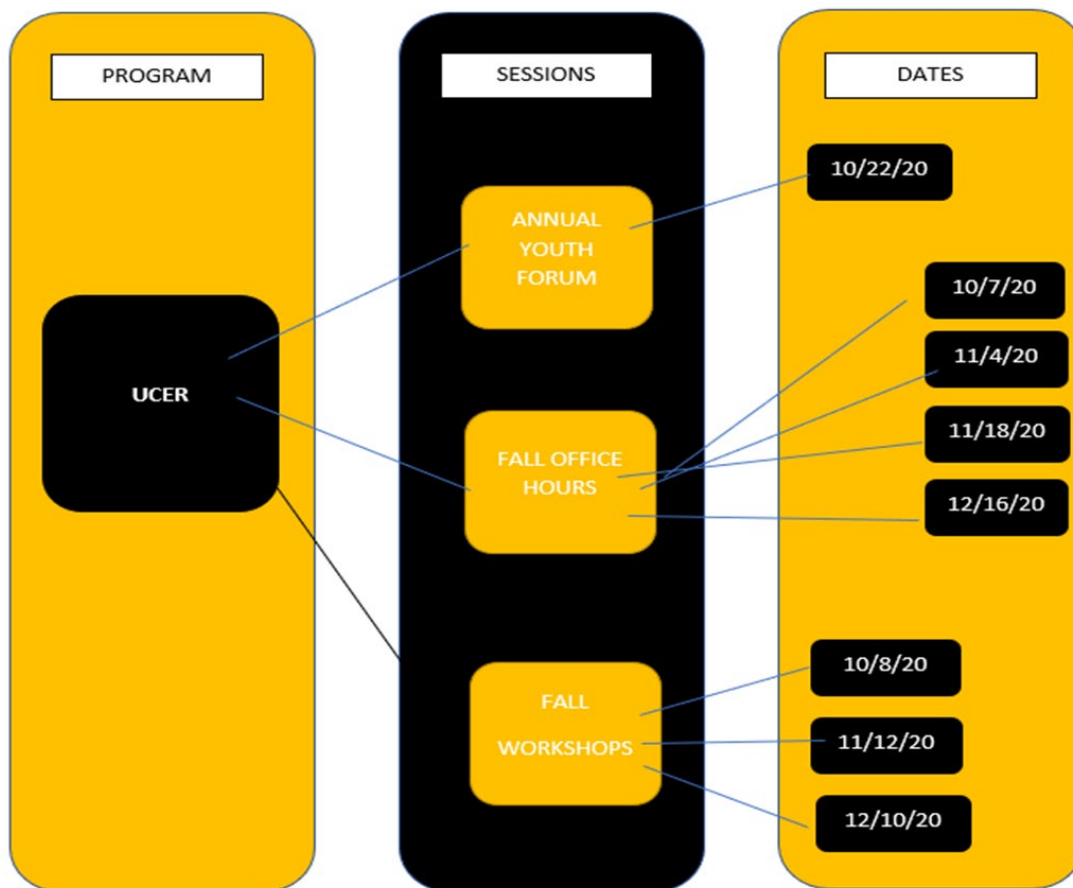 PROGRAM
UCER
SESSIONS
ANNUAL
YOUTH
FORUM
FALL OFFICE
HOURS
FALL
WORKSHOPS
DATES
10/22/20
10/7/20
11/4/20
11/18/20
12/16/20
10/8/20
11/12/20
12/10/20